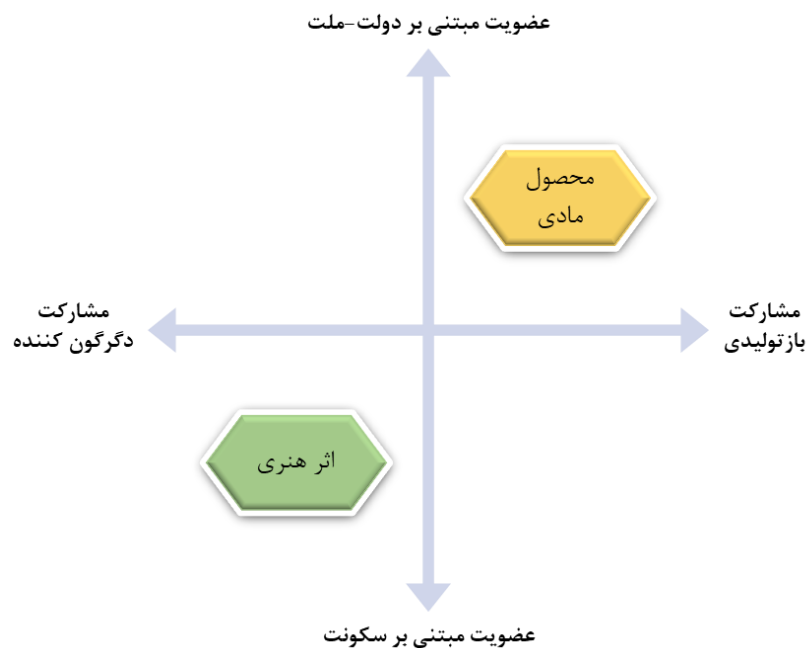 عضویت مبتنی بر دولت-ملت
محصول
مادی
مشارکت
بازتولیدی
مشارکت
دگرگون کننده
اثر هنری
عضویت مبتنی بر سکونت